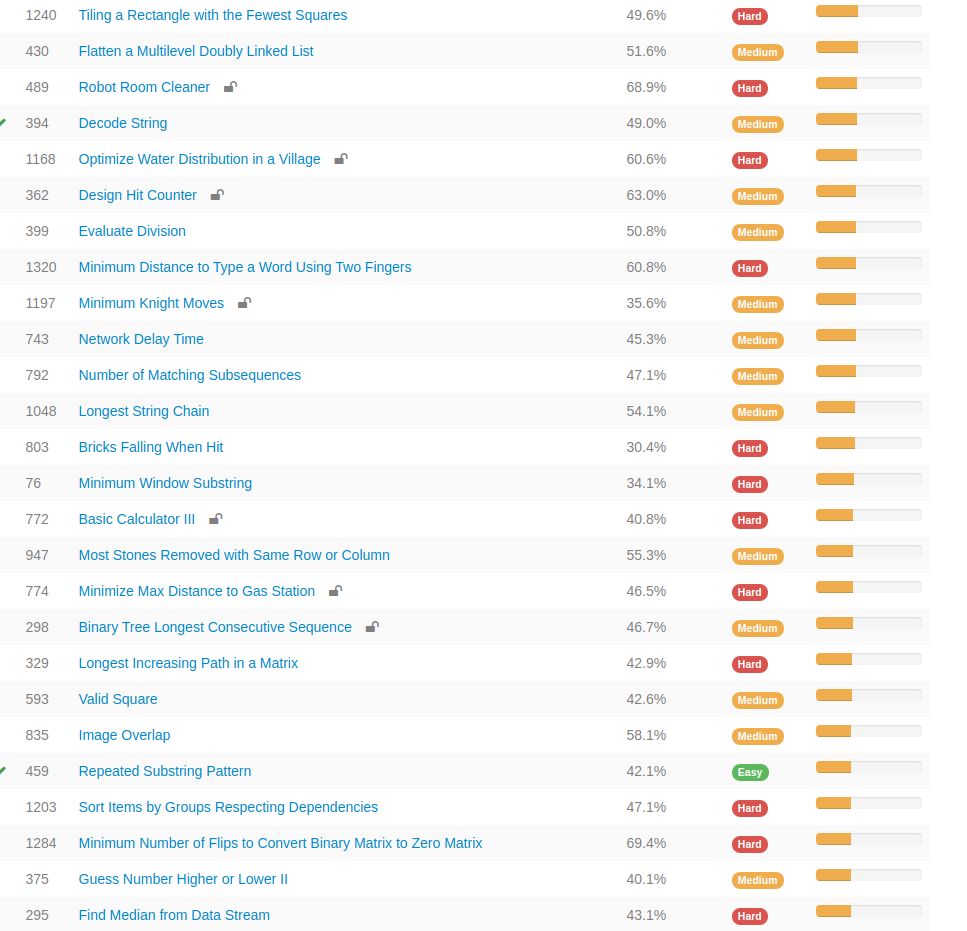 1240 Tiling a Rectangle with the Fewest Squares 49.6% Hard
430 Flatten a Multilevel Doubly Linked List 51.6% Medium
489 Robot Room Cleaner 68.9% Hard
394 Decode String 49.0% Medium
1168 Optimize Water Distribution in a Village 60.6% Hard
362 Design Hit Counter 63.0% Medium
399 Evaluate Division 50.8% Medium
1320 Minimum Distance to Type a Word Using Two Fingers 60.8% Hard
1197 Minimum Knight Moves 35.6% Medium
743 Network Delay Time 45.3% Medium
792 Number of Matching Subsequences 47.1% Medium
1048 Longest String Chain 54.1% Medium
803 Bricks Falling When Hit 30.4% Hard
76 Minimum Window Substring 34.1% Hard
772 Basic Calculator III 40.8% Hard
947 Most Stones Removed with Same Row or Column 55.3% Medium
774 Minimize Max Distance to Gas Station 46.5% Hard
298 Binary Tree Longest Consecutive Sequence 46.7% Medium
329 Longest Increasing Path in a Matrix 42.9% Hard
593 Valid Square 42.6% Medium
835 Image Overlap 58.1% Medium
459 Repeated Substring Pattern 42.1% Easy
1203 Sort Items by Groups Respecting Dependencies 47.1% Hard
1284 Minimum Number of Flips to Convert Binary Matrix to Zero Matrix 69.4% Hard
375 Guess Number Higher or Lower II 40.1% Medium
295 Find Median from Data Stream 43.1% Hard